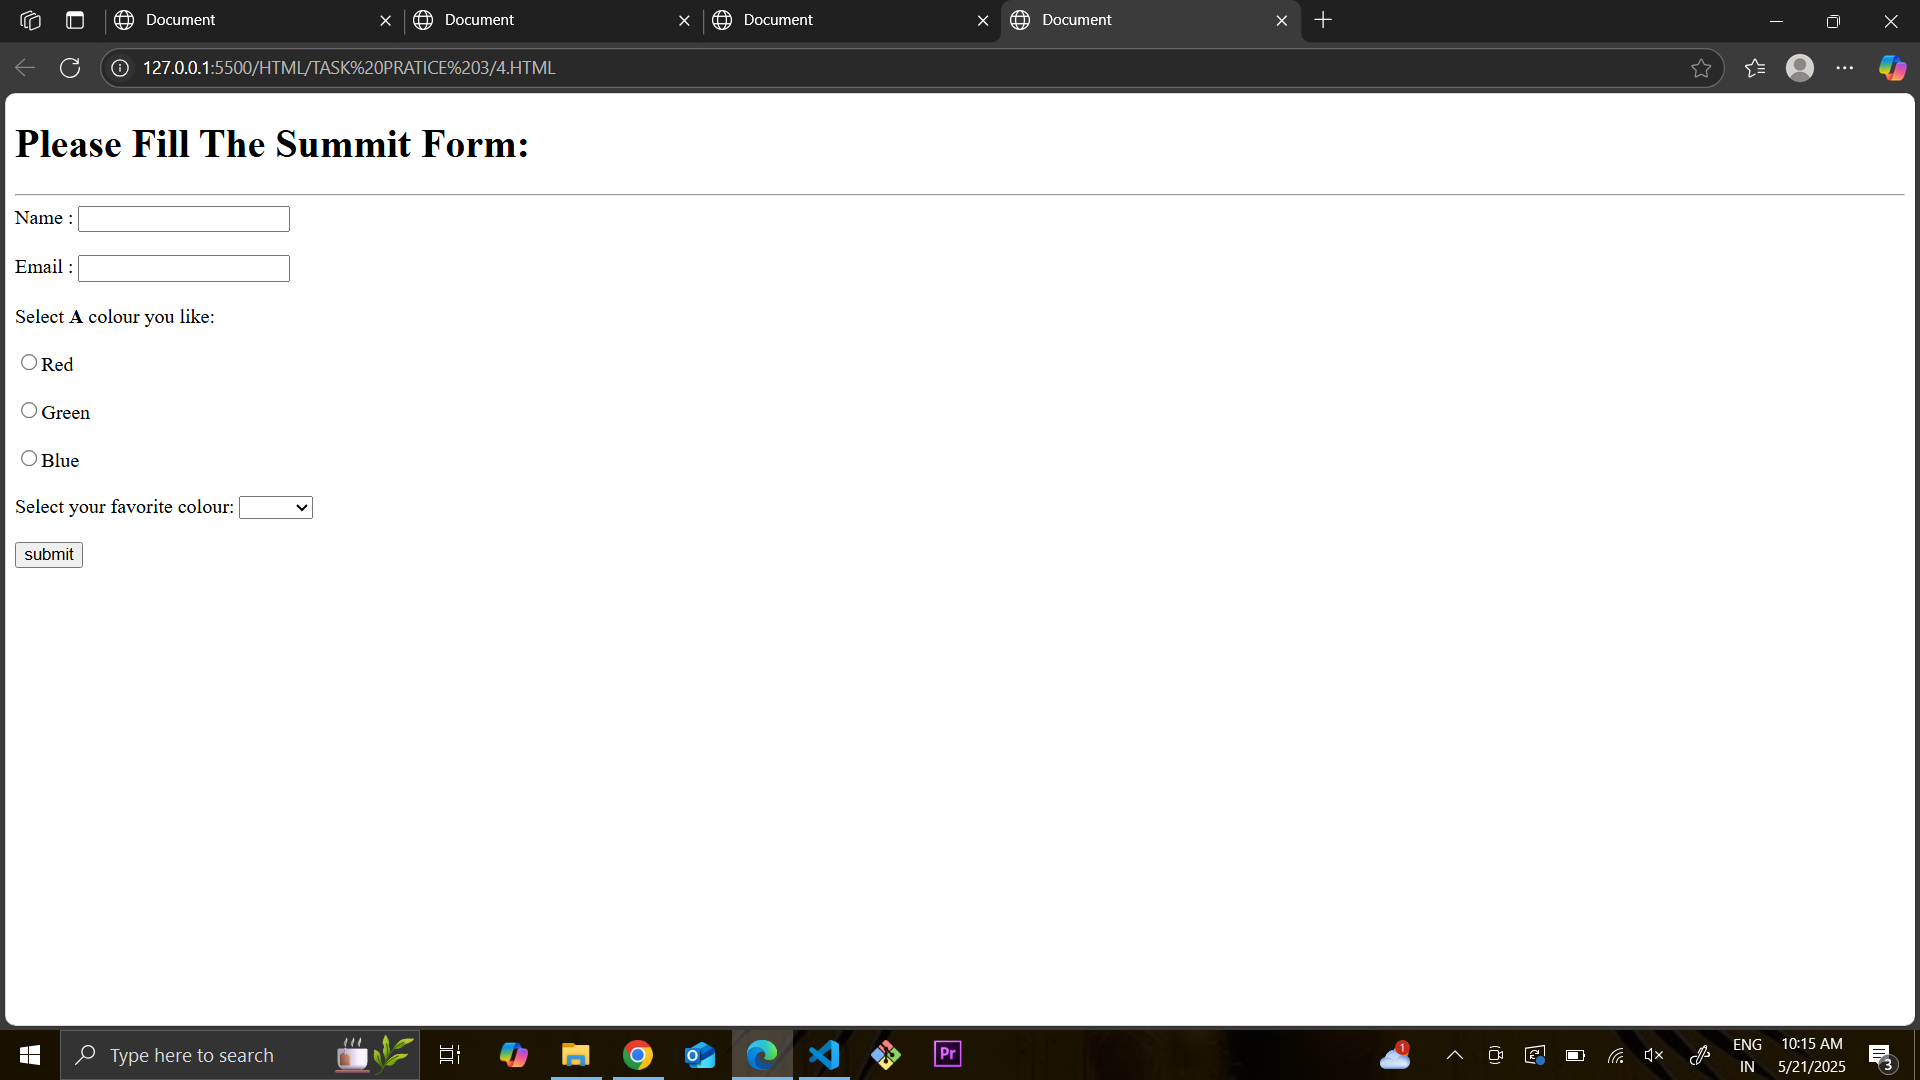 Document Document Document Document
127.0.0.1:5500/HTML/TASK%20PRATICE%203/4.HTML
Please Fill The Summit Form:
Name :
Email :
Select A colour you like:
Red
Green
Blue
Select your favorite colour:
submit
Type here to search
Pr
1
ENG
IN
10:15 AM
5/21/2025
3